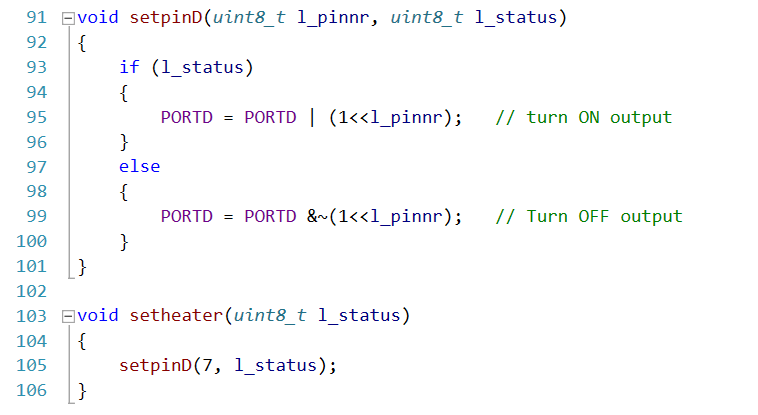 91 void setpinD(uint8_t l_pinnr, uint8_t l_status)
92 {
93     if (l_status)
94     {
95         PORTD = PORTD | (1<<l_pinnr);   // turn ON output
96     }
97     else
98     {
99         PORTD = PORTD &~(1<<l_pinnr);   // Turn OFF output
100     }
101 }
102
103 void setheater(uint8_t l_status)
104 {
105     setpinD(7, l_status);
106 }